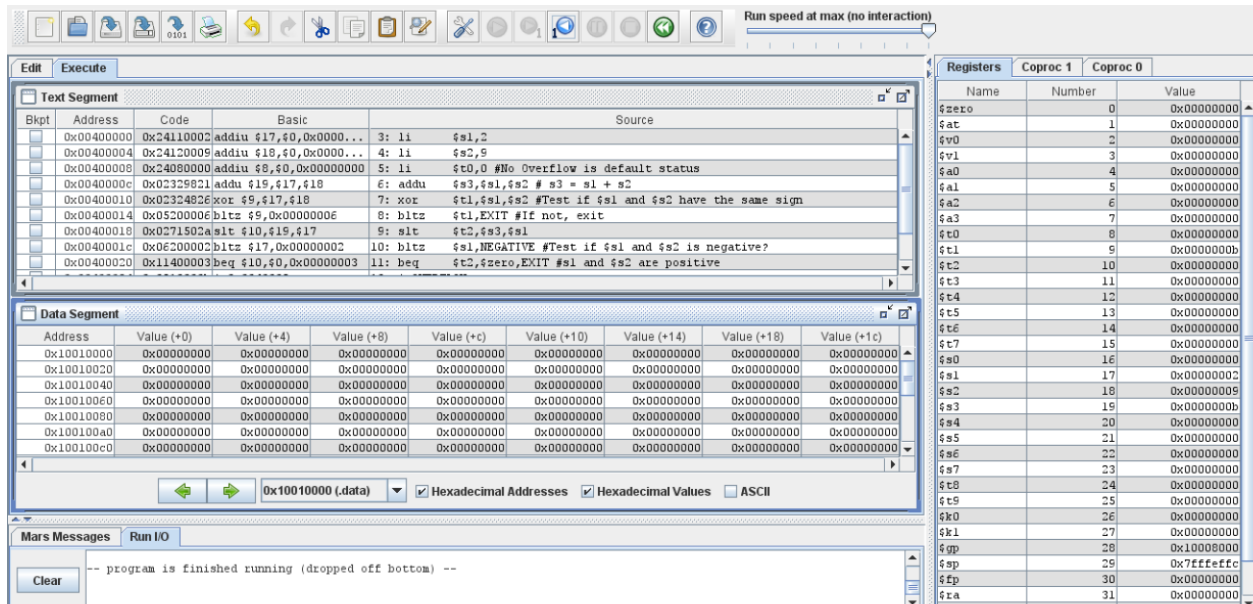 0101
1
1
Run speed at max (no interaction)
Edit Execute
Text Segment
Bkpt Address Code Basic Source
0x00400000 0x24110002 addiu $17,$0,0x0000... 3: li $s1,2
0x00400004 0x24120009 addiu $18,$0,0x0000... 4: li $s2,9
0x00400008 0x24080000 addiu $8,$0,0x00000000 5: li $t0,0 #No Overflow is default status
0x0040000c 0x02329821 addu $19,$17,$18 6: addu $s3,$s1,$s2 # s3 = s1 + s2
0x00400010 0x02324826 xor $9,$17,$18 7: xor $t1,$s1,$s2 #Test if $s1 and $s2 have the same sign
0x00400014 0x05200006 bltz $9,0x00000006 8: bltz $t1,EXIT #If not, exit
0x00400018 0x0271502a slt $10,$19,$17 9: slt $t2,$s3,$s1
0x0040001c 0x06200002 bltz $17,0x00000002 10: bltz $s1,NEGATIVE #Test if $s1 and $s2 is negative?
0x00400020 0x11400003 beq $10,$0,0x00000003 11: beq $t2,$zero,EXIT #s1 and $s2 are positive
Data Segment
Address Value (+0) Value (+4) Value (+8) Value (+c) Value (+10) Value (+14) Value (+18) Value (+1c)
0x10010000 0x00000000 0x00000000 0x00000000 0x00000000 0x00000000 0x00000000 0x00000000 0x00000000
0x10010020 0x00000000 0x00000000 0x00000000 0x00000000 0x00000000 0x00000000 0x00000000 0x00000000
0x10010040 0x00000000 0x00000000 0x00000000 0x00000000 0x00000000 0x00000000 0x00000000 0x00000000
0x10010060 0x00000000 0x00000000 0x00000000 0x00000000 0x00000000 0x00000000 0x00000000 0x00000000
0x10010080 0x00000000 0x00000000 0x00000000 0x00000000 0x00000000 0x00000000 0x00000000 0x00000000
0x100100a0 0x00000000 0x00000000 0x00000000 0x00000000 0x00000000 0x00000000 0x00000000 0x00000000
0x100100c0 0x00000000 0x00000000 0x00000000 0x00000000 0x00000000 0x00000000 0x00000000 0x00000000
0x10010000 (.data) Hexadecimal Addresses Hexadecimal Values ASCII
Mars Messages Run I/O
Clear
-- program is finished running (dropped off bottom) --
Registers Coproc 1 Coproc 0
Name Number Value
$zero 0 0x00000000
$at 1 0x00000000
$v0 2 0x00000000
$v1 3 0x00000000
$a0 4 0x00000000
$a1 5 0x00000000
$a2 6 0x00000000
$a3 7 0x00000000
$t0 8 0x00000000
$t1 9 0x0000000b
$t2 10 0x00000000
$t3 11 0x00000000
$t4 12 0x00000000
$t5 13 0x00000000
$t6 14 0x00000000
$t7 15 0x00000000
$s0 16 0x00000000
$s1 17 0x00000002
$s2 18 0x00000009
$s3 19 0x0000000b
$s4 20 0x00000000
$s5 21 0x00000000
$s6 22 0x00000000
$s7 23 0x00000000
$t8 24 0x00000000
$t9 25 0x00000000
$k0 26 0x00000000
$k1 27 0x00000000
$gp 28 0x10008000
$sp 29 0x7fffeffc
$fp 30 0x00000000
$ra 31 0x00000000